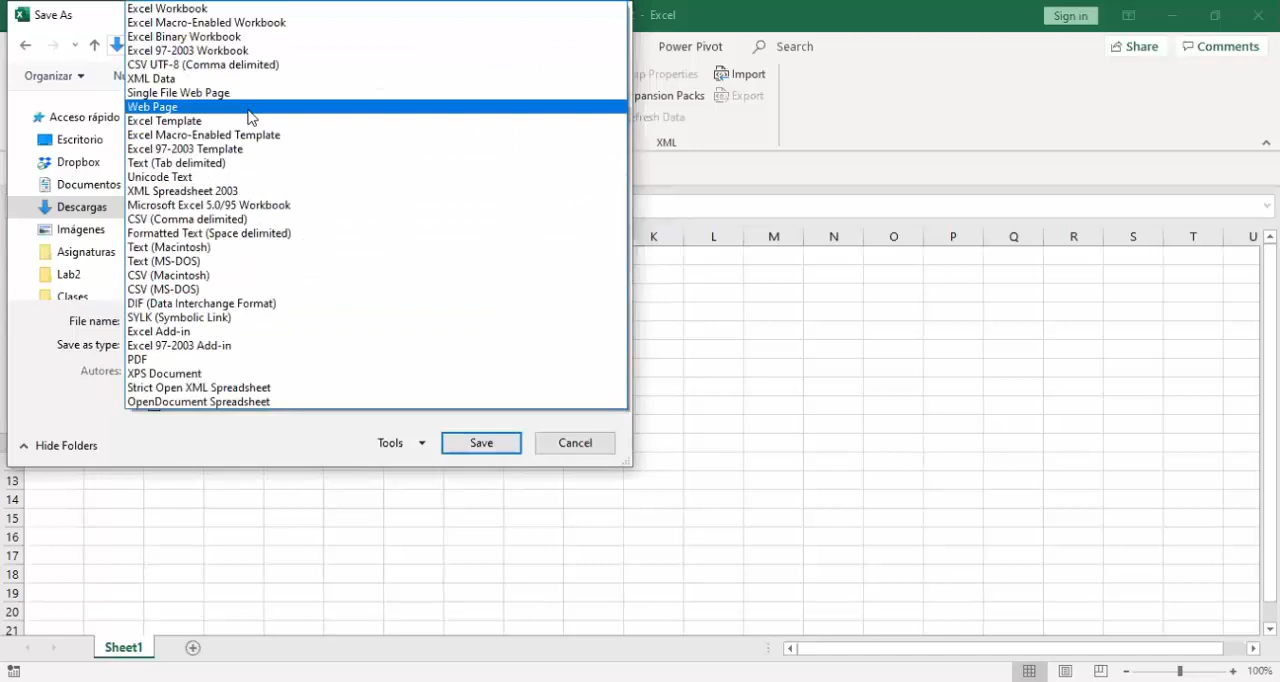 Save As
- Excel
Sign in
Power Pivot
Search
Share
Comments
Organizar
Properties
Import
Expansion Packs
Export
Refresh Data
XML
Excel Workbook
Excel Macro-Enabled Workbook
Excel Binary Workbook
Excel 97-2003 Workbook
CSV UTF-8 (Comma delimited)
XML Data
Single File Web Page
Web Page
Excel Template
Excel Macro-Enabled Template
Excel 97-2003 Template
Text (Tab delimited)
Unicode Text
XML Spreadsheet 2003
Microsoft Excel 5.0/95 Workbook
CSV (Comma delimited)
Formatted Text (Space delimited)
Text (Macintosh)
Text (MS-DOS)
CSV (Macintosh)
CSV (MS-DOS)
DIF (Data Interchange Format)
SYLK (Symbolic Link)
Excel Add-in
Excel 97-2003 Add-in
PDF
XPS Document
Strict Open XML Spreadsheet
OpenDocument Spreadsheet
Acceso rápido
Escritorio
Dropbox
Documentos
Descargas
Imágenes
Asignaturas
Lab2
Clases
File name:
Save as type:
Autores:
Hide Folders
Tools
Save
Cancel
K L M N O P Q R S T U
13
14
15
16
17
18
19
20
21
Sheet1
100%